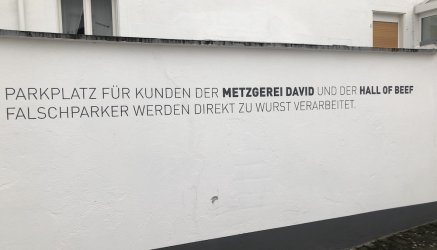 PARKPLATZ FÜR KUNDEN DER METZGEREI DAVID UND DER HALL OF BEEF
FALSCHPARKER WERDEN DIREKT ZU WURST VERARBEITET.